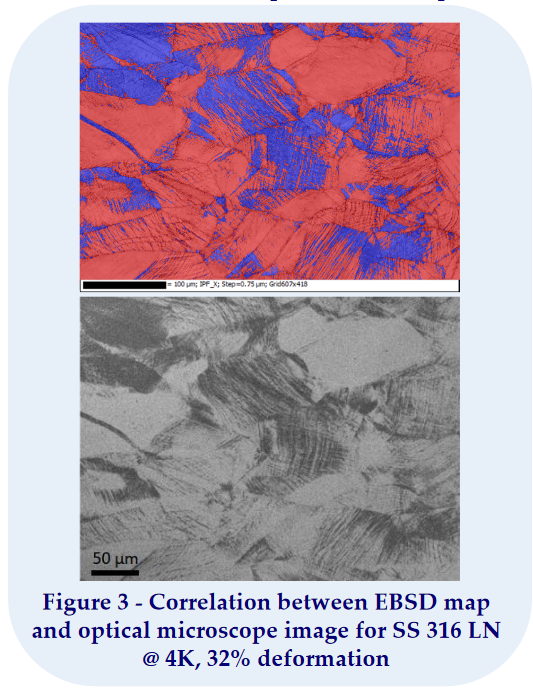 = 100 µm; IPF_X; Step=0.75 µm; Grid607x418
50 µm
Figure 3 - Correlation between EBSD map
and optical microscope image for SS 316 LN
@ 4K, 32% deformation